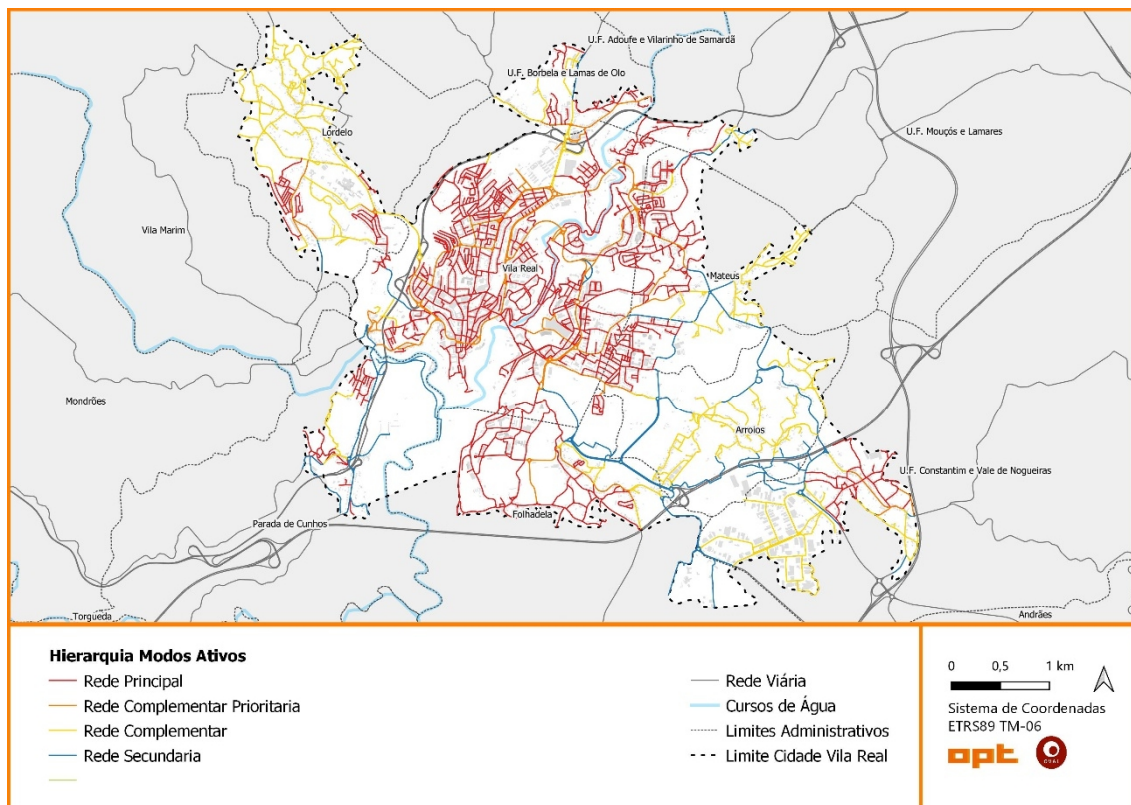 U.F. Adoufe e Vilarinho de Samardã
U.F. Borbela e Lamas de Olo
Lordelo
U.F. Mouçós e Lamares
Vila Marim
Vila Real
Mateus
Mondrões
Arroios
U.F. Constantim e Vale de Nogueiras
Folhadela
Parada de Cunhos
Torgueda
Andrães
Hierarquia Modos Ativos
Rede Principal
Rede Complementar Prioritaria
Rede Complementar
Rede Secundaria
Rede Viária
Cursos de Água
Limites Administrativos
Limite Cidade Vila Real
0 0,5 1 km
Sistema de Coordenadas
ETRS89 TM-06
opt